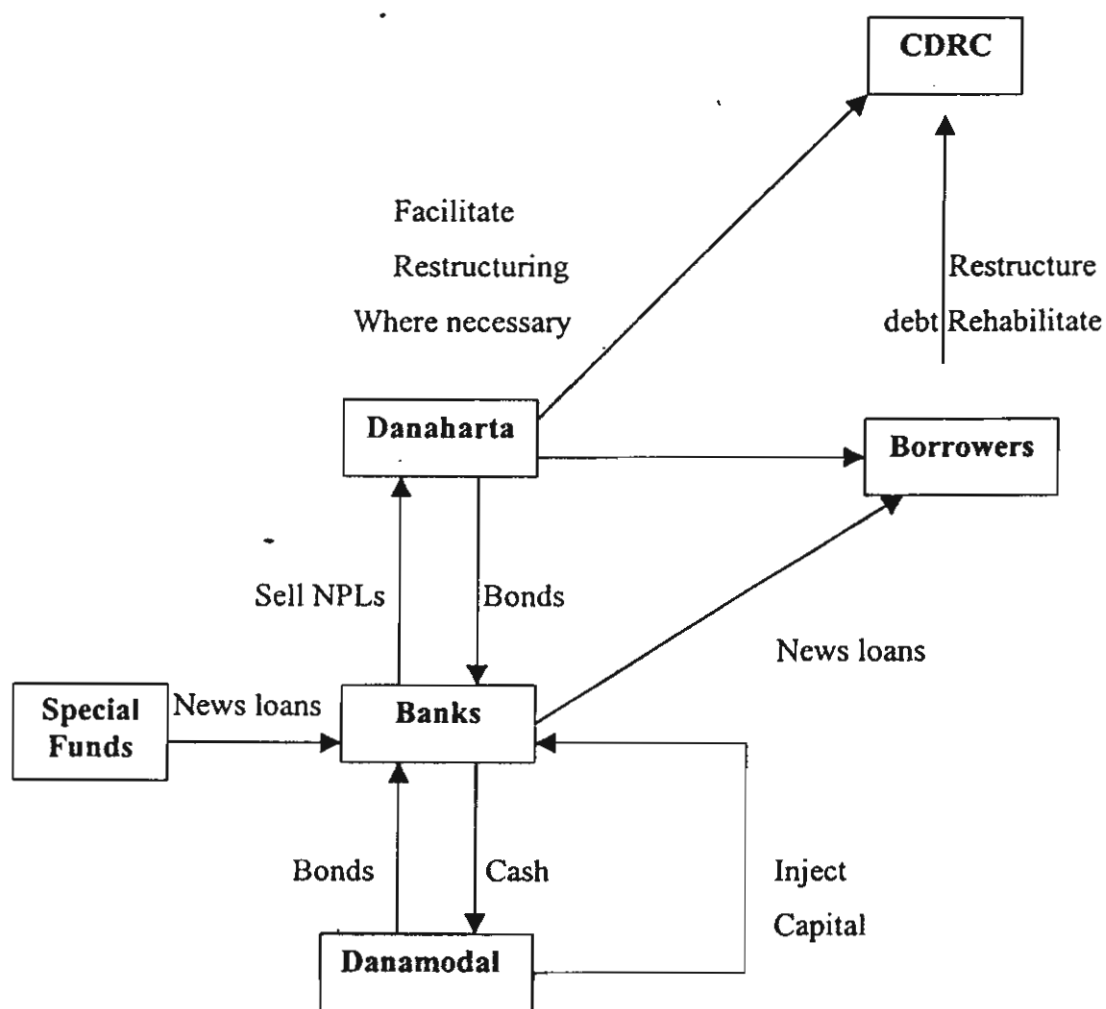 CDRC
Facilitate
Restructuring
Where necessary
Restructure
debt Rehabilitate
Danaharta
Borrowers
Sell NPLs
Bonds
News loans
Special
Funds
News loans
Banks
Bonds
Cash
Inject
Capital
Danamodal